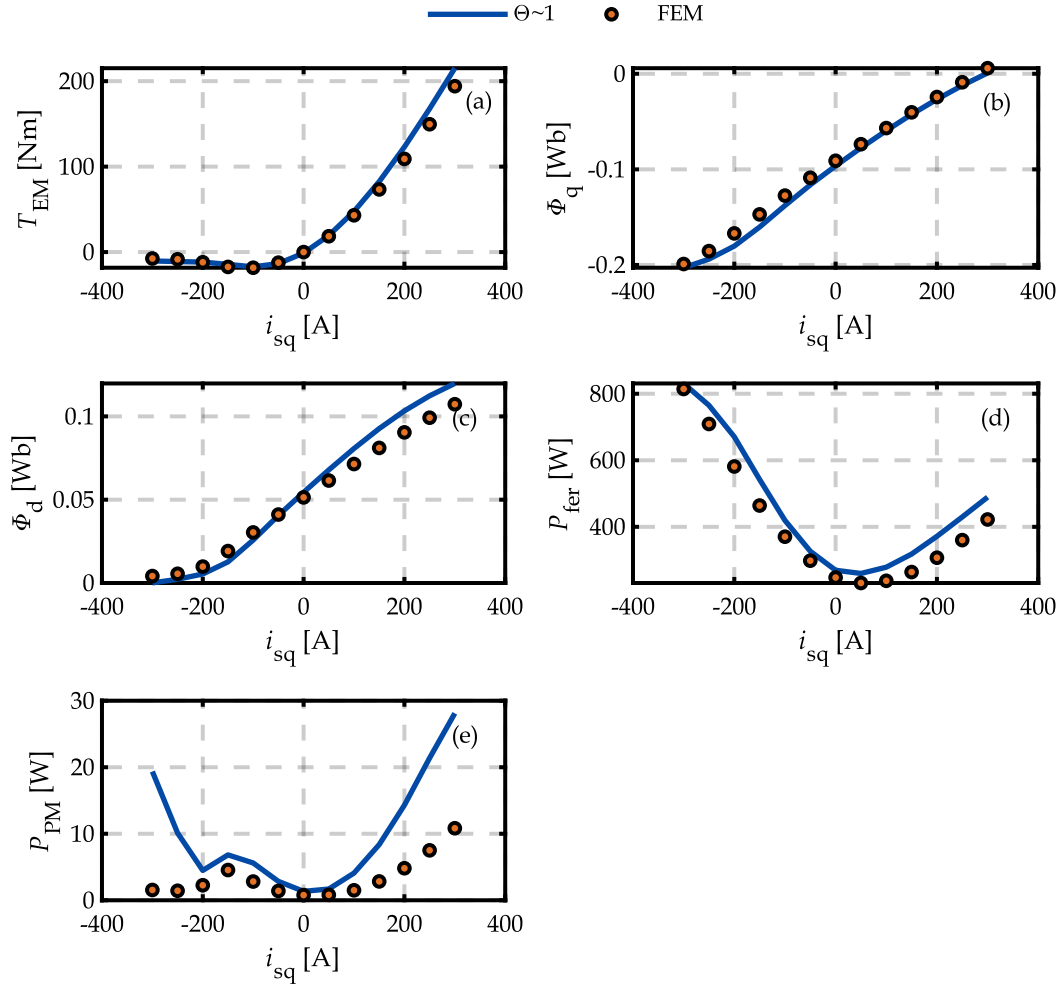 Θ~1 FEM
200
100
0
-400 -200 0 200 400
T_EM [Nm]
i_sq [A]
(a)
0
-0.1
-0.2
-400 -200 0 200 400
Φ_q [Wb]
i_sq [A]
(b)
0.1
0.05
0
-400 -200 0 200 400
Φ_d [Wb]
i_sq [A]
(c)
800
600
400
-400 -200 0 200 400
P_fer [W]
i_sq [A]
(d)
30
20
10
0
-400 -200 0 200 400
P_PM [W]
i_sq [A]
(e)